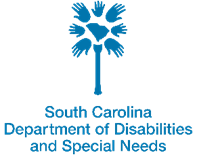 South Carolina
Department of Disabilities
and Special Needs